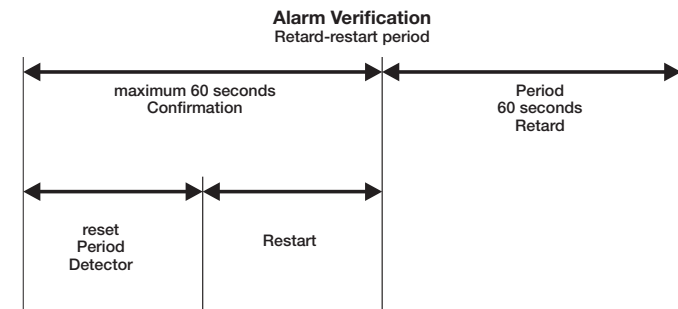 Alarm Verification
Retard-restart period
maximum 60 seconds
Confirmation
Period
60 seconds
Retard
reset
Period
Detector
Restart